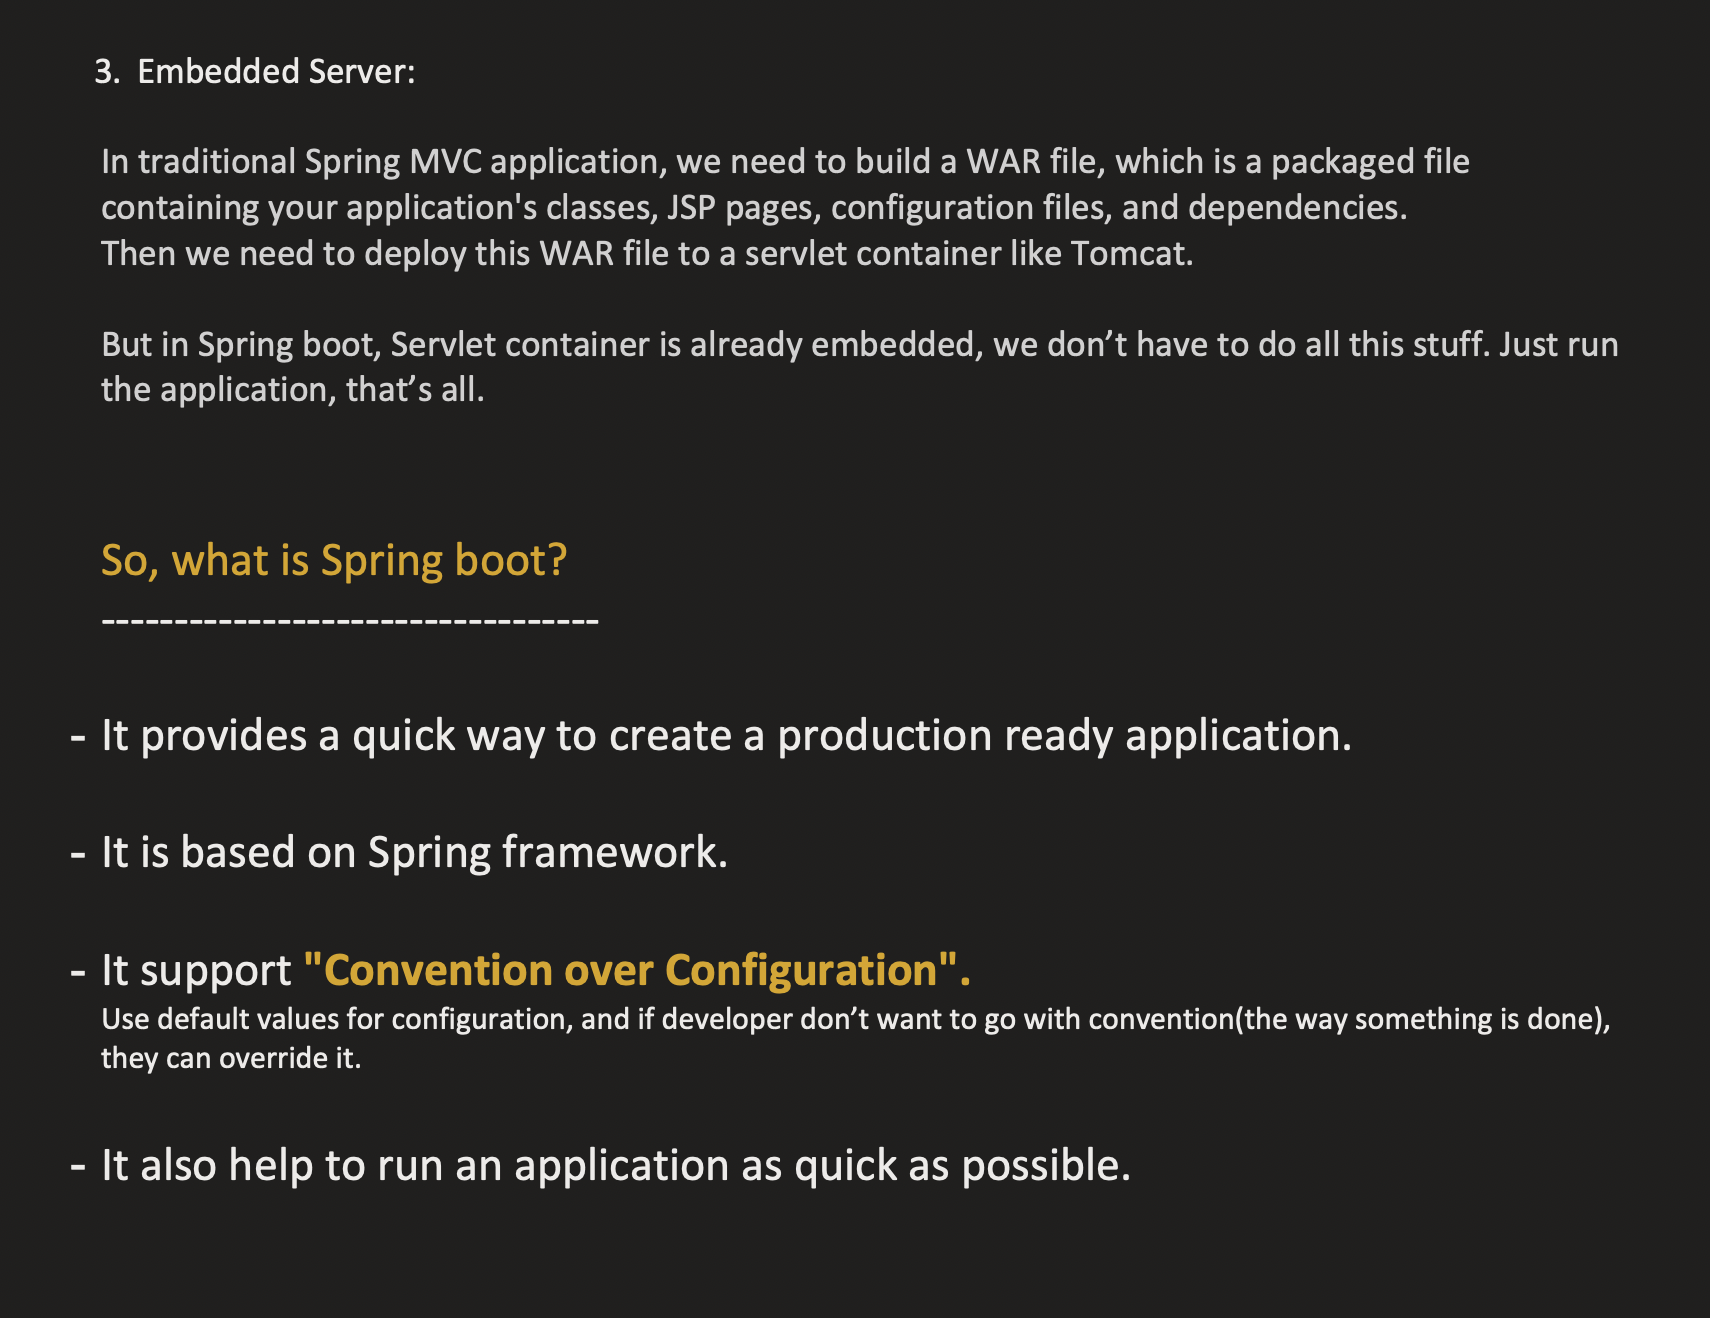 3. Embedded Server:
In traditional Spring MVC application, we need to build a WAR file, which is a packaged file
containing your application's classes, JSP pages, configuration files, and dependencies.
Then we need to deploy this WAR file to a servlet container like Tomcat.
But in Spring boot, Servlet container is already embedded, we don’t have to do all this stuff. Just run
the application, that’s all.
So, what is Spring boot?
----------------------------------
- It provides a quick way to create a production ready application.
- It is based on Spring framework.
- It support "Convention over Configuration".
Use default values for configuration, and if developer don’t want to go with convention(the way something is done),
they can override it.
- It also help to run an application as quick as possible.